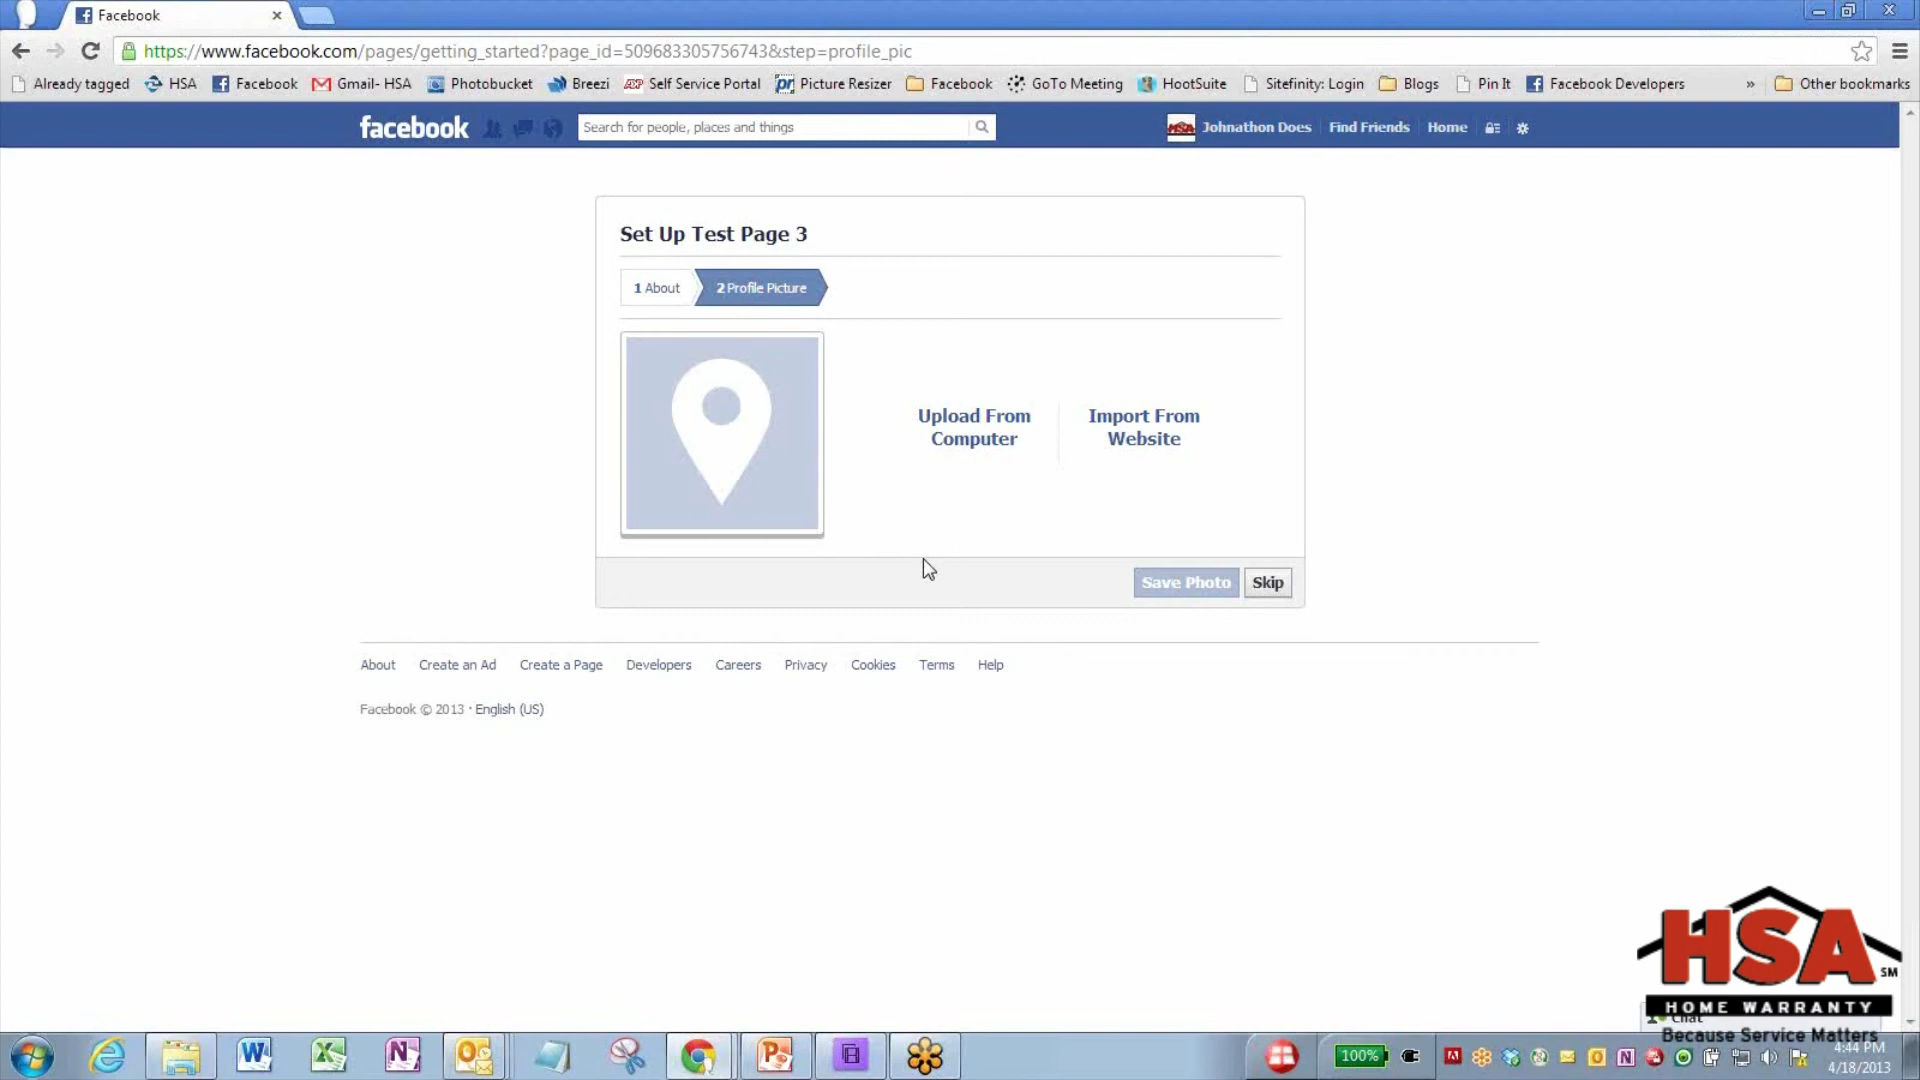 Facebook
https://www.facebook.com/pages/getting_started?page_id=509683305756743&step=profile_pic
Already tagged HSA Facebook Gmail- HSA Photobucket Breezi ADP Self Service Portal pr Picture Resizer Facebook GoTo Meeting HootSuite Sitefinity: Login Blogs Pin It Facebook Developers » Other bookmarks
facebook Search for people, places and things HSA Johnathon Does Find Friends Home
Set Up Test Page 3
1 About 2 Profile Picture
Upload From Computer
Import From Website
Save Photo Skip
About Create an Ad Create a Page Developers Careers Privacy Cookies Terms Help
Facebook © 2013 · English (US)
HSA SM
HOME WARRANTY
Chat
Because Service Matters
100%
4:44 PM
4/18/2013